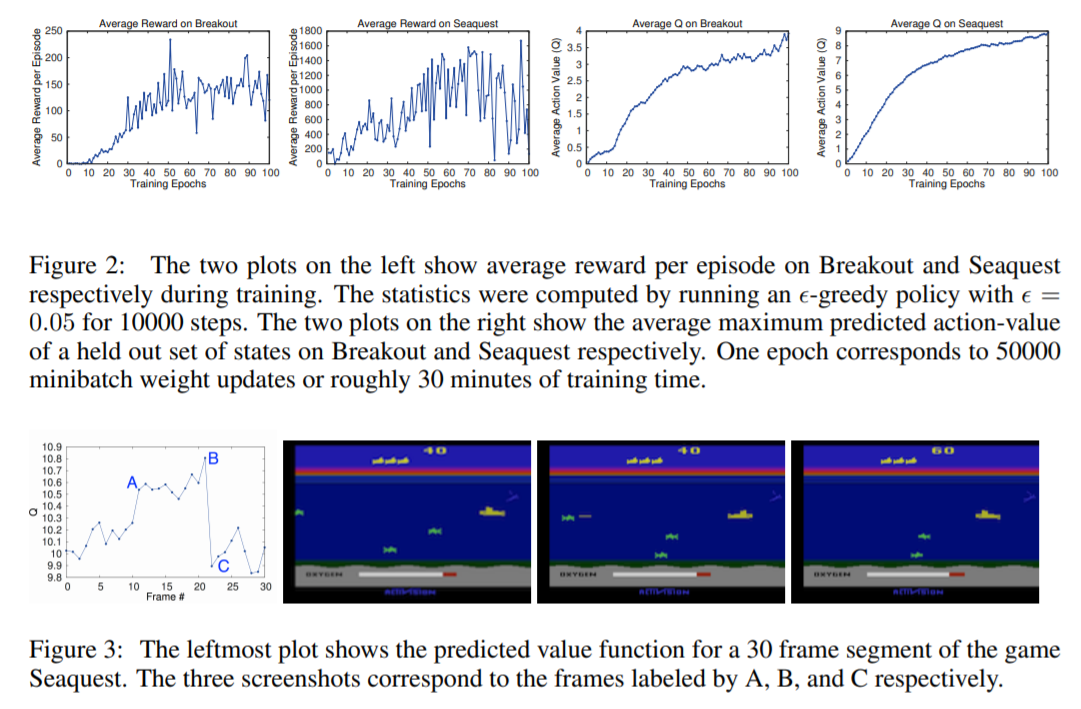 Average Reward on Breakout
Average Reward per Episode
250
200
150
100
50
0
0 10 20 30 40 50 60 70 80 90 100
Training Epochs
Average Reward on Seaquest
Average Reward per Episode
1800
1600
1400
1200
1000
800
600
400
200
0
0 10 20 30 40 50 60 70 80 90 100
Training Epochs
Average Q on Breakout
Average Action Value (Q)
4
3.5
3
2.5
2
1.5
1
0.5
0
0 10 20 30 40 50 60 70 80 90 100
Training Epochs
Average Q on Seaquest
Average Action Value (Q)
9
8
7
6
5
4
3
2
1
0
0 10 20 30 40 50 60 70 80 90 100
Training Epochs
Figure 2: The two plots on the left show average reward per episode on Breakout and Seaquest
respectively during training. The statistics were computed by running an ϵ-greedy policy with ϵ =
0.05 for 10000 steps. The two plots on the right show the average maximum predicted action-value
of a held out set of states on Breakout and Seaquest respectively. One epoch corresponds to 50000
minibatch weight updates or roughly 30 minutes of training time.
Q
10.9
10.8
10.7
10.6
10.5
10.4
10.3
10.2
10.1
10
9.9
9.8
A
B
C
0 5 10 15 20 25 30
Frame #
40
OXYGEN
ACTIVISION
40
OXYGEN
ACTIVISION
60
OXYGEN
ACTIVISION
Figure 3: The leftmost plot shows the predicted value function for a 30 frame segment of the game
Seaquest. The three screenshots correspond to the frames labeled by A, B, and C respectively.